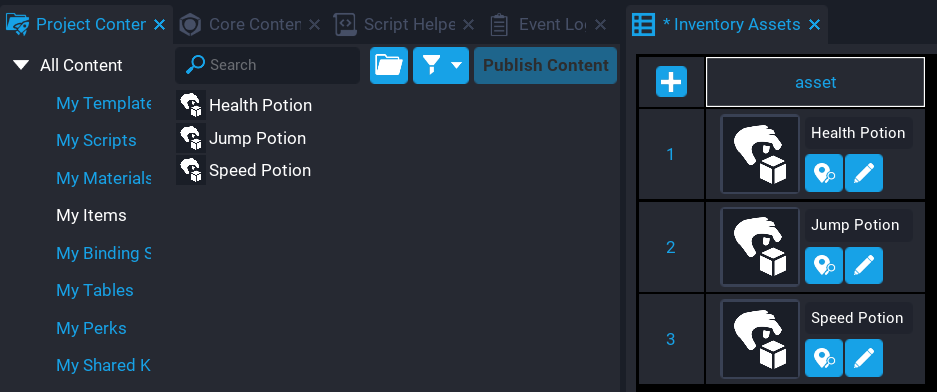 Project Conter
Core Conten
Script Helpe
Event Lo
* Inventory Assets
All Content
Search
Publish Content
My Template
My Scripts
My Materials
My Items
My Binding S
My Tables
My Perks
My Shared K
Health Potion
Jump Potion
Speed Potion
asset
1
Health Potion
2
Jump Potion
3
Speed Potion